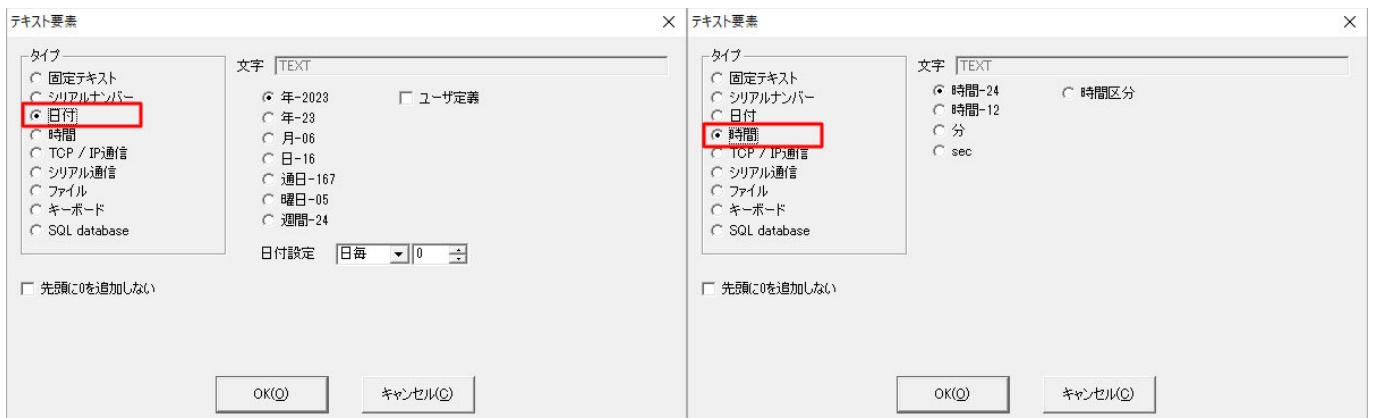 テキスト要素
タイプ
固定テキスト
シリアルナンバー
日付
時間
TCP / IP通信
シリアル通信
ファイル
キーボード
SQL database
文字 TEXT
年-2023 ユーザ定義
年-23
月-06
日-16
通日-167
曜日-05
週間-24
日付設定 日毎 0
先頭に0を追加しない
OK(O) キャンセル(C)
テキスト要素
タイプ
固定テキスト
シリアルナンバー
日付
時間
TCP / IP通信
シリアル通信
ファイル
キーボード
SQL database
文字 TEXT
時間-24 時間区分
時間-12
分
sec
先頭に0を追加しない
OK(O) キャンセル(C)